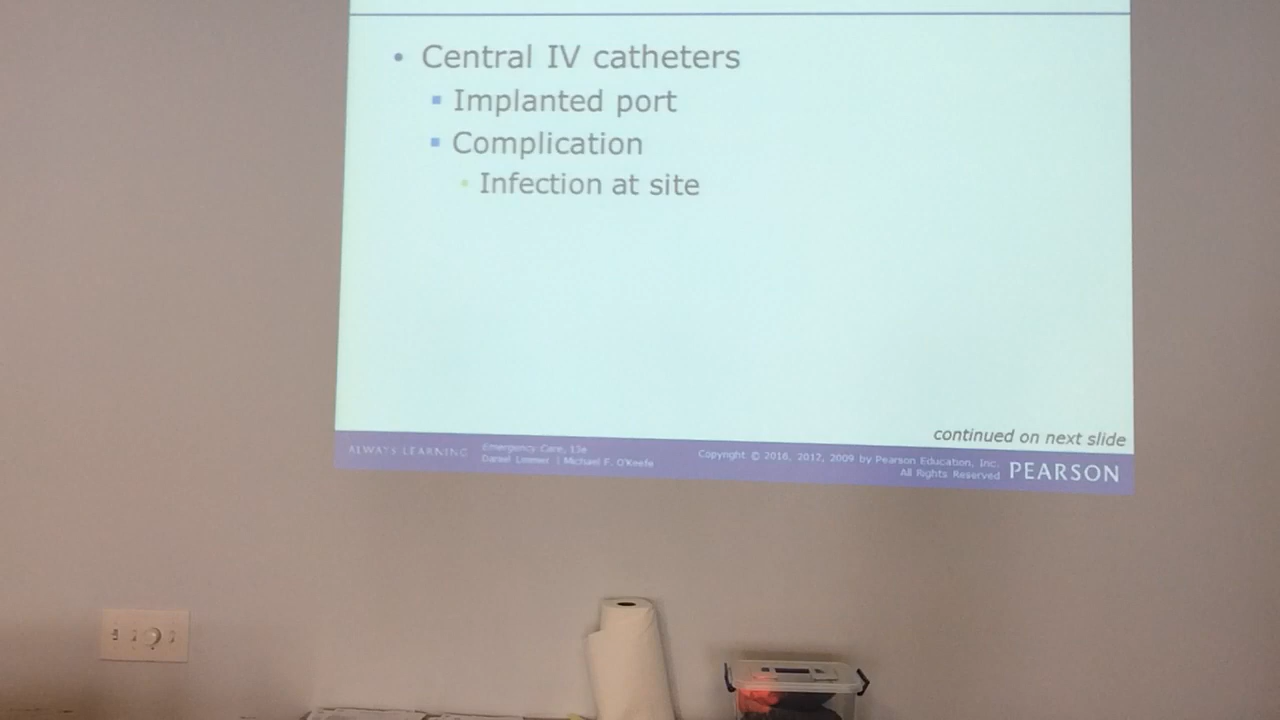 • Central IV catheters
▪ Implanted port
▪ Complication
▪ Infection at site
continued on next slide
ALWAYS LEARNING
Emergency Care, 13e
Daniel Limmer | Michael F. O'Keefe
Copyright © 2016, 2012, 2009 by Pearson Education, Inc.
All Rights Reserved
PEARSON